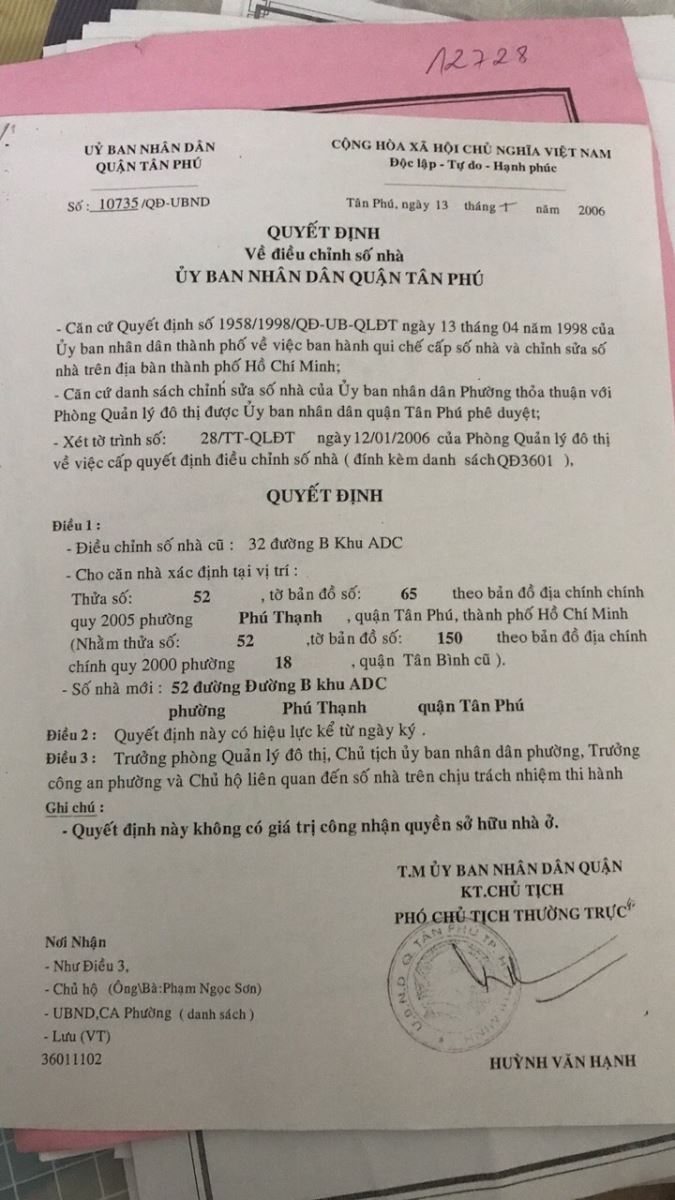 12728
UỶ BAN NHÂN DÂN
QUẬN TÂN PHÚ
CỘNG HÒA XÃ HỘI CHỦ NGHĨA VIỆT NAM
Độc lập - Tự do - Hạnh phúc
Số : 10735/QĐ-UBND
Tân Phú, ngày 13 tháng năm 2006
QUYẾT ĐỊNH
Về điều chỉnh số nhà
ỦY BAN NHÂN DÂN QUẬN TÂN PHÚ
- Căn cứ Quyết định số 1958/1998/QĐ-UB-QLĐT ngày 13 tháng 04 năm 1998 của
Ủy ban nhân dân thành phố về việc ban hành qui chế cấp số nhà và chỉnh sửa số
nhà trên địa bàn thành phố Hồ Chí Minh;
- Căn cứ danh sách chỉnh sửa số nhà của Ủy ban nhân dân Phường thỏa thuận với
Phòng Quản lý đô thị được Ủy ban nhân dân quận Tân Phú phê duyệt;
- Xét tờ trình số: 28/TT-QLĐT ngày 12/01/2006 của Phòng Quản lý đô thị
về việc cấp quyết định điều chỉnh số nhà ( đính kèm danh sách QĐ3601 ),
QUYẾT ĐỊNH
Điều 1 :
- Điều chỉnh số nhà cũ : 32 đường B Khu ADC
- Cho căn nhà xác định tại vị trí :
Thửa số: 52 , tờ bản đồ số: 65 theo bản đồ địa chính chính
quy 2005 phường Phú Thạnh , quận Tân Phú, thành phố Hồ Chí Minh
(Nhằm thửa số: 52 ,tờ bản đồ số: 150 theo bản đồ địa chính
chính quy 2000 phường 18 , quận Tân Bình cũ ).
- Số nhà mới : 52 đường Đường B khu ADC
phường Phú Thạnh quận Tân Phú
Điều 2 : Quyết định này có hiệu lực kể từ ngày ký .
Điều 3 : Trưởng phòng Quản lý đô thị, Chủ tịch ủy ban nhân dân phường, Trưởng
công an phường và Chủ hộ liên quan đến số nhà trên chịu trách nhiệm thi hành
Ghi chú :
- Quyết định này không có giá trị công nhận quyền sở hữu nhà ở.
T.M ỦY BAN NHÂN DÂN QUẬN
KT.CHỦ TỊCH
PHÓ CHỦ TỊCH THƯỜNG TRỰC
Nơi Nhận
- Như Điều 3,
- Chủ hộ (Ông\Bà:Phạm Ngọc Sơn)
- UBND,CA Phường ( danh sách )
- Lưu (VT)
36011102
U.B.N.D Q. TÂN PHÚ TP.
HUỲNH VĂN HẠNH